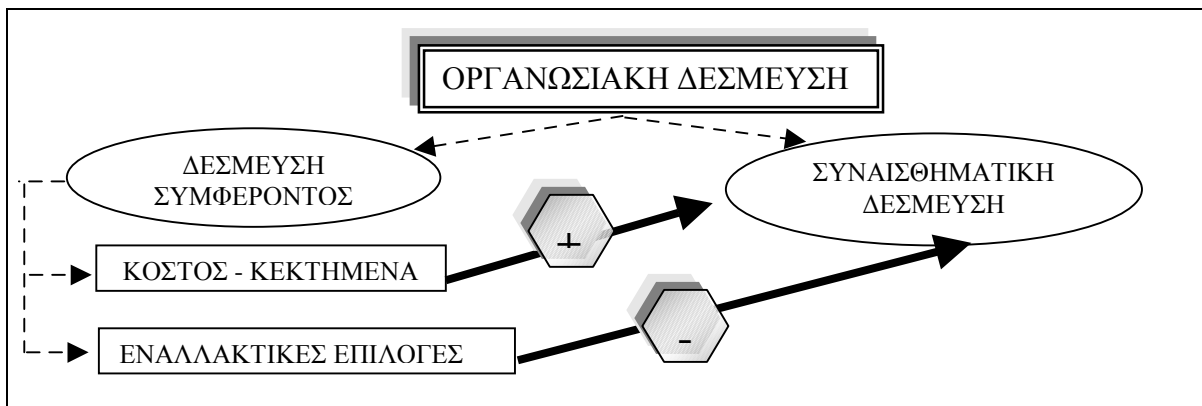 ΟΡΓΑΝΩΣΙΑΚΗ ΔΕΣΜΕΥΣΗ
ΔΕΣΜΕΥΣΗ
ΣΥΜΦΕΡΟΝΤΟΣ
ΣΥΝΑΙΣΘΗΜΑΤΙΚΗ
ΔΕΣΜΕΥΣΗ
+
ΚΟΣΤΟΣ - ΚΕΚΤΗΜΕΝΑ
-
ΕΝΑΛΛΑΚΤΙΚΕΣ ΕΠΙΛΟΓΕΣ